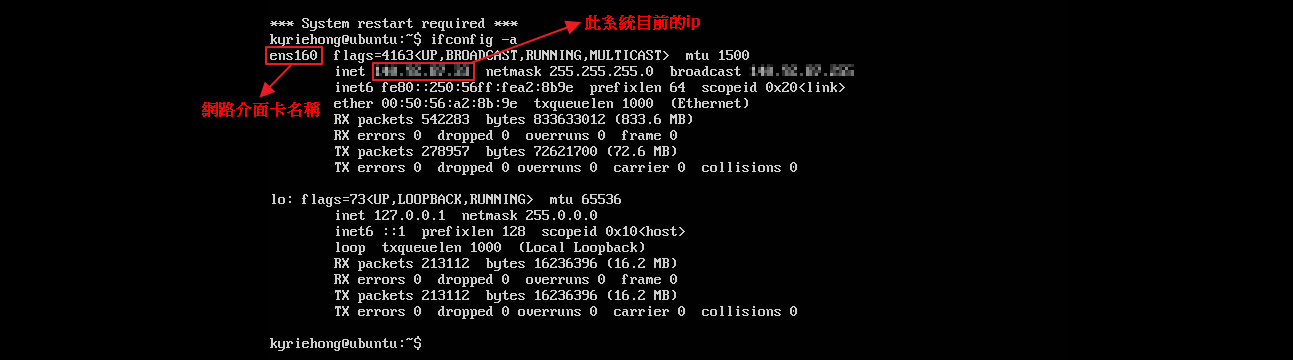 *** System restart required ***
此系統目前的ip
kyriehong@ubuntu:~$ ifconfig -a
ens160 flags=4163<UP,BROADCAST,RUNNING,MULTICAST> mtu 1500
inet netmask 255.255.255.0 broadcast
inet6 fe80::250:56ff:fea2:8b9e prefixlen 64 scopeid 0x20<link>
ether 00:50:56:a2:8b:9e txqueuelen 1000 (Ethernet)
網路介面卡名稱
RX packets 542283 bytes 833633012 (833.6 MB)
RX errors 0 dropped 0 overruns 0 frame 0
TX packets 278957 bytes 72621700 (72.6 MB)
TX errors 0 dropped 0 overruns 0 carrier 0 collisions 0
lo: flags=73<UP,LOOPBACK,RUNNING> mtu 65536
inet 127.0.0.1 netmask 255.0.0.0
inet6 ::1 prefixlen 128 scopeid 0x10<host>
loop txqueuelen 1000 (Local Loopback)
RX packets 213112 bytes 16236396 (16.2 MB)
RX errors 0 dropped 0 overruns 0 frame 0
TX packets 213112 bytes 16236396 (16.2 MB)
TX errors 0 dropped 0 overruns 0 carrier 0 collisions 0
kyriehong@ubuntu:~$